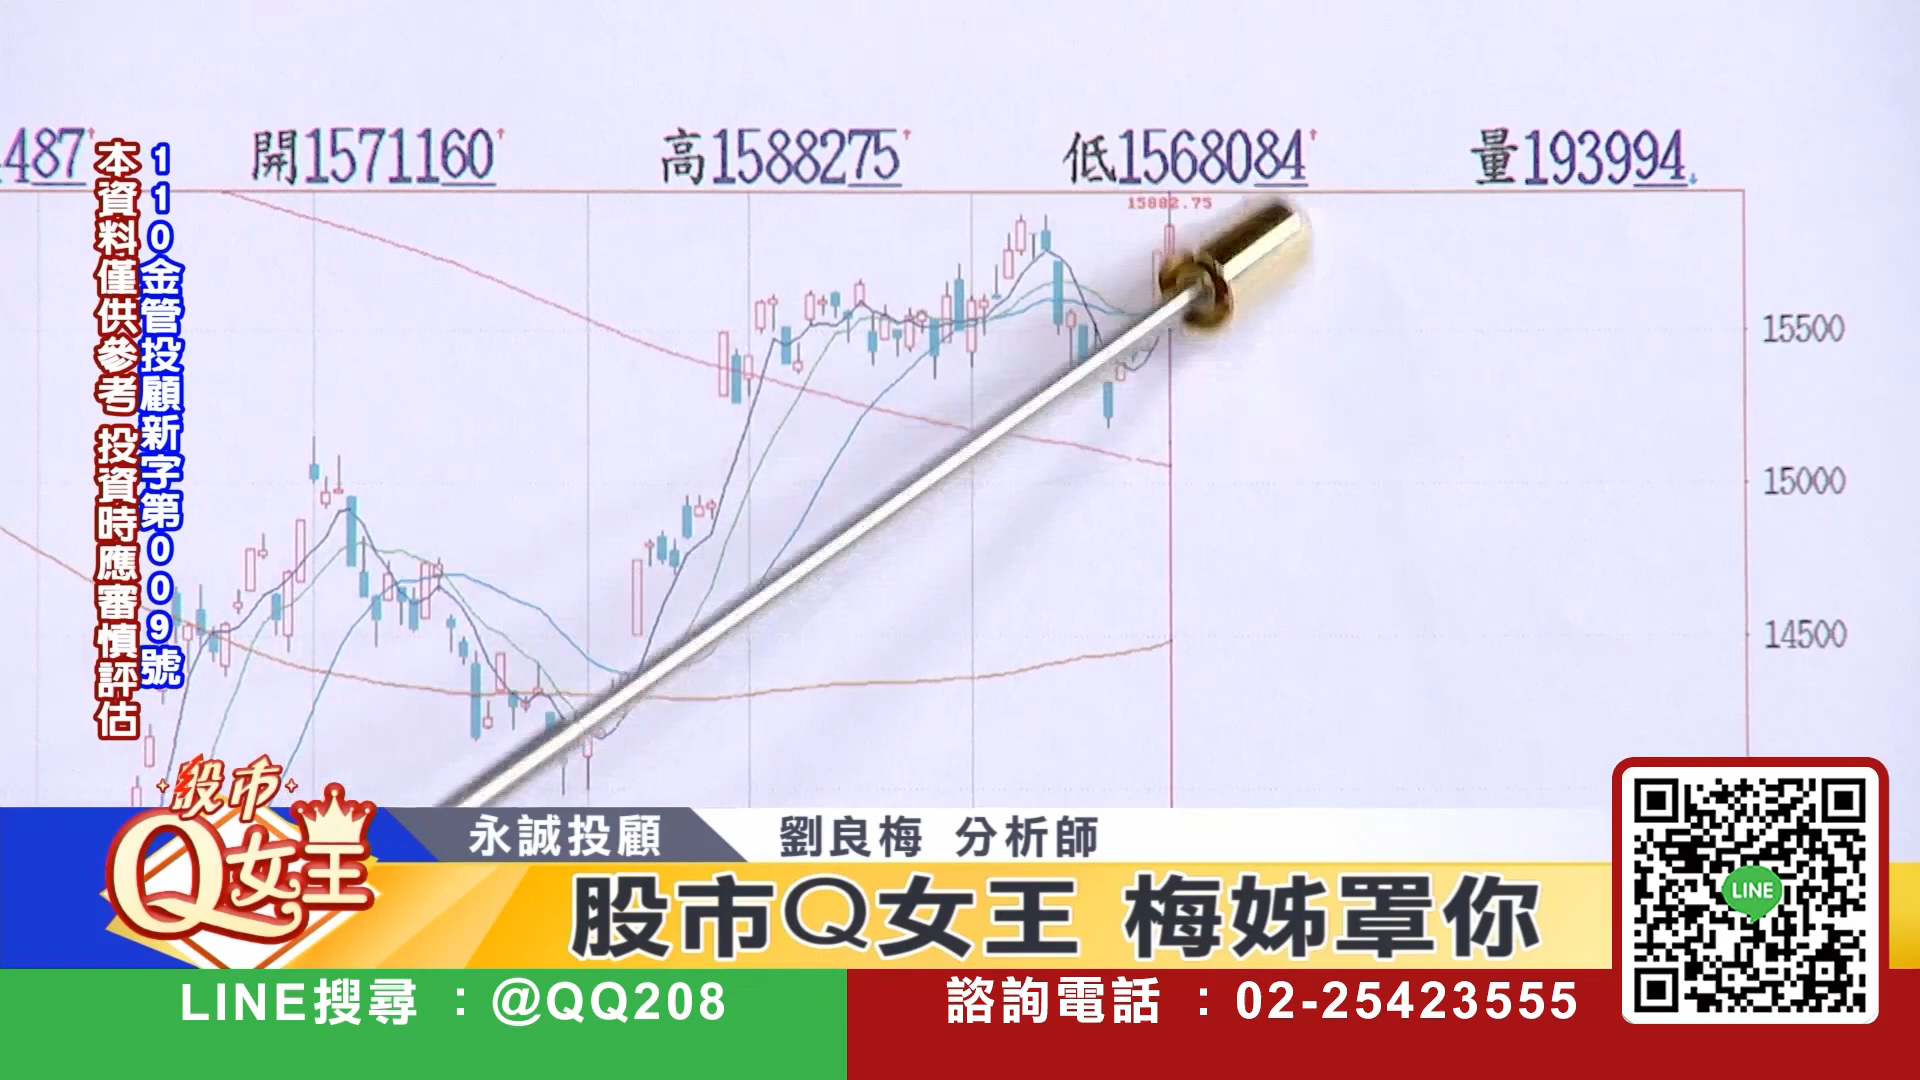 487
開1571160
高1588275
低1568084
量193994
15882.75
15500
15000
14500
110金管投顧新字第009號
本資料僅供參考 投資時應審慎評估
股市
Q女王
永誠投顧
劉良梅 分析師
股市Q女王 梅姊罩你
LINE
LINE搜尋：@QQ208
諮詢電話：02-25423555